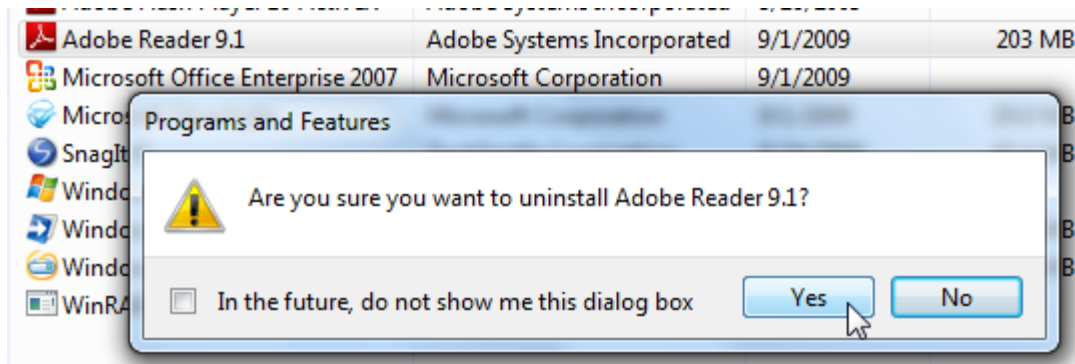 Adobe Reader 9.1 Adobe Systems Incorporated 9/1/2009 203 MB
Microsoft Office Enterprise 2007 Microsoft Corporation 9/1/2009
Programs and Features
SnagIt
Are you sure you want to uninstall Adobe Reader 9.1?
In the future, do not show me this dialog box Yes No